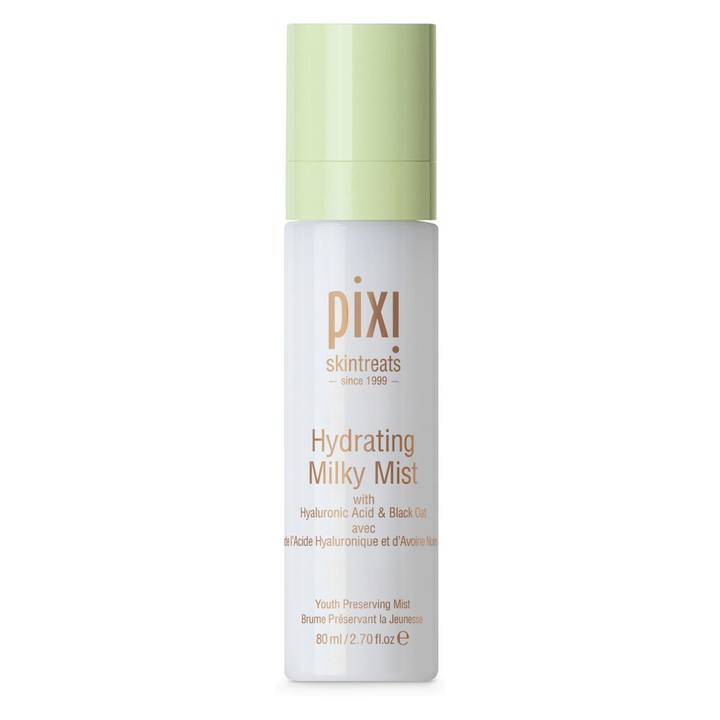 pixi
skintreats
– since 1999 –
Hydrating
Milky Mist
with
Hyaluronic Acid & Black Oat
avec
de l'Acide Hyaluronique et d'Avoine
Youth Preserving Mist
Brume Préservant la Jeunesse
80 ml/2.70 fl.oz ℮